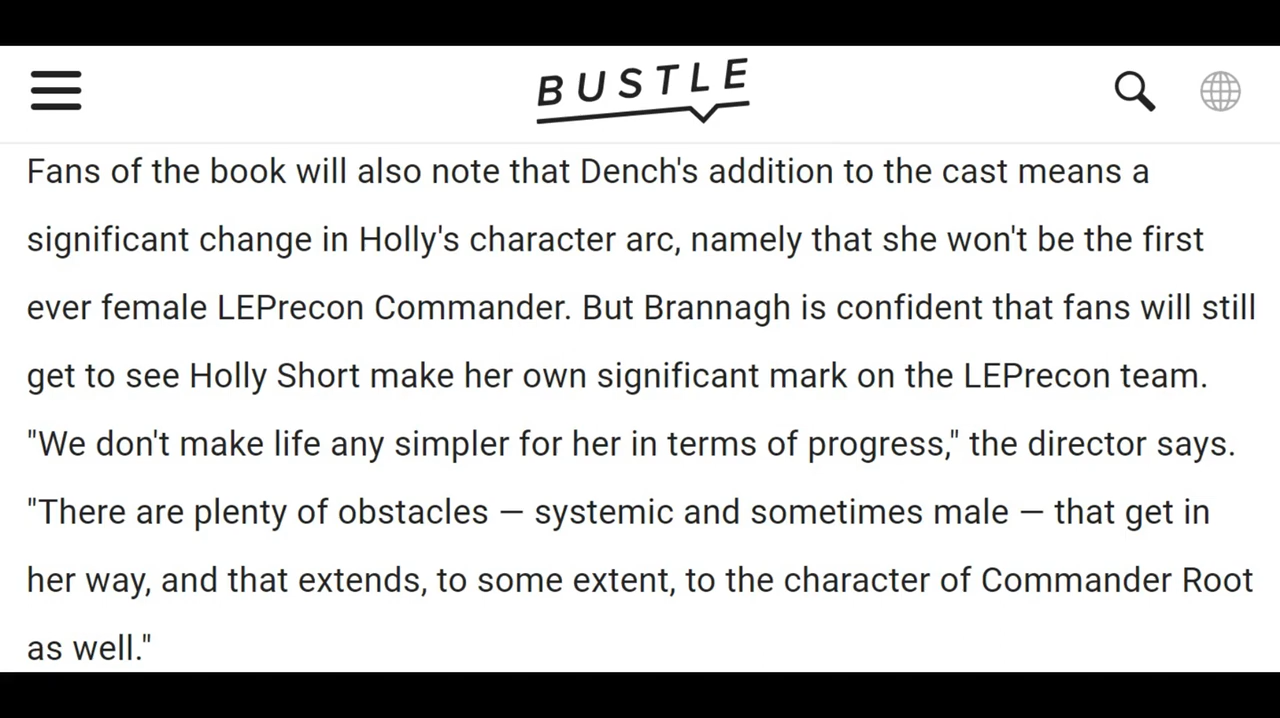 BUSTLE
Fans of the book will also note that Dench's addition to the cast means a
significant change in Holly's character arc, namely that she won't be the first
ever female LEPrecon Commander. But Brannagh is confident that fans will still
get to see Holly Short make her own significant mark on the LEPrecon team.
"We don't make life any simpler for her in terms of progress," the director says.
"There are plenty of obstacles — systemic and sometimes male — that get in
her way, and that extends, to some extent, to the character of Commander Root
as well."